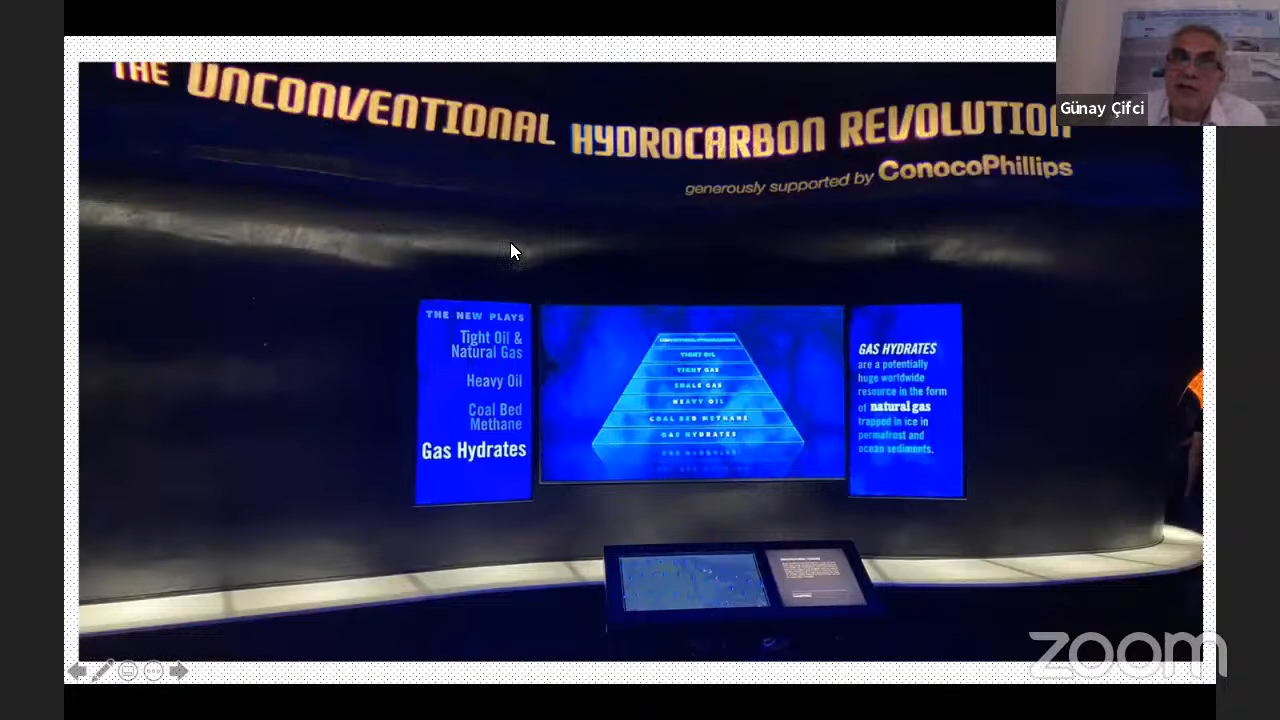 THE UNCONVENTIONAL HYDROCARBON REVOLUTION
generously supported by ConocoPhillips
Günay Çifci
THE NEW PLAYS
Tight Oil &
Natural Gas
Heavy Oil
Coal Bed
Methane
Gas Hydrates
TIGHT OIL
TIGHT GAS
SHALE GAS
HEAVY OIL
COAL BED METHANE
GAS HYDRATES
GAS HYDRATES
are a potentially
huge worldwide
resource in the form
of natural gas
trapped in ice in
permafrost and
ocean sediments.
zoom